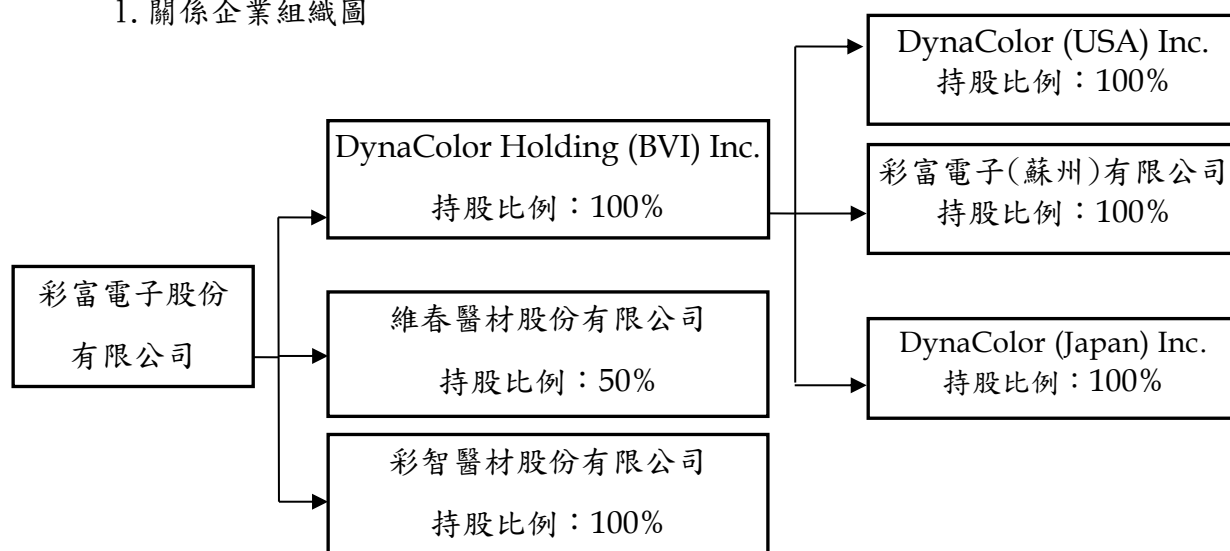 1. 關係企業組織圖
彩富電子股份
有限公司
DynaColor Holding (BVI) Inc.
持股比例：100%
維春醫材股份有限公司
持股比例：50%
彩智醫材股份有限公司
持股比例：100%
DynaColor (USA) Inc.
持股比例：100%
彩富電子(蘇州)有限公司
持股比例：100%
DynaColor (Japan) Inc.
持股比例：100%